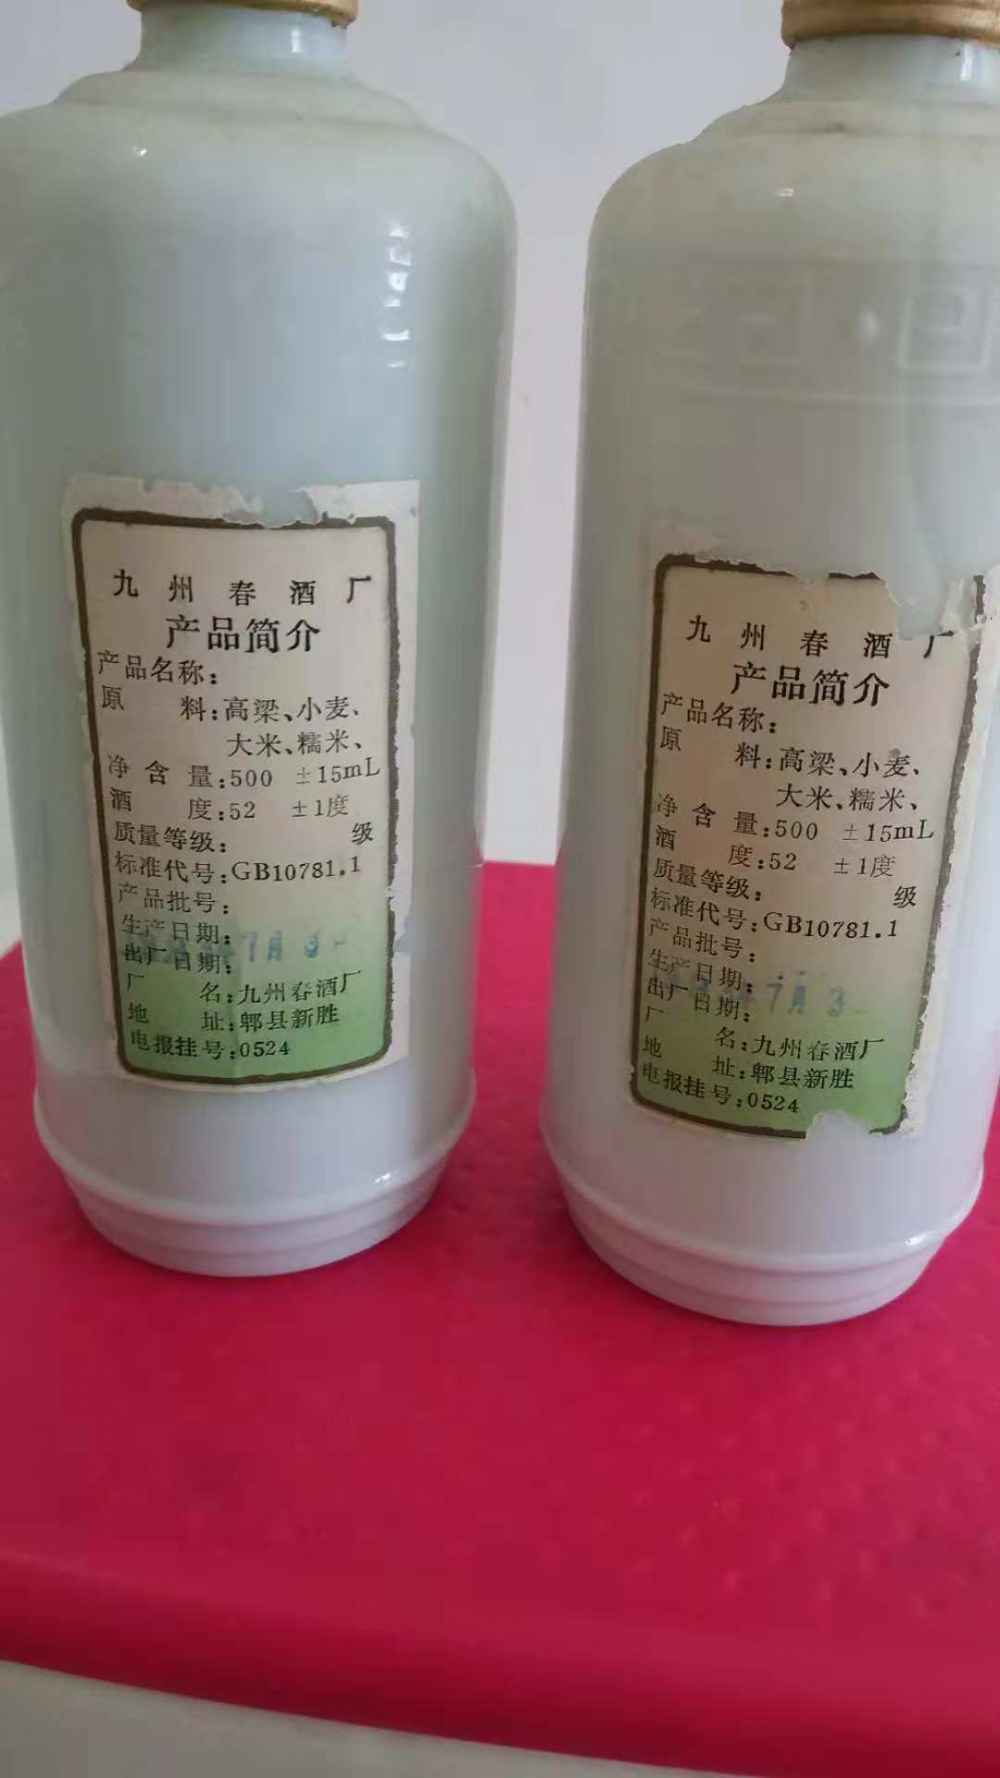 九州春酒厂
产品简介
产品名称:
原 料:高粱、小麦、
大米、糯米、
净含量:500 ±15mL
酒 度:52 ±1度
质量等级: 级
标准代号:GB10781.1
产品批号:
生产日期:
7月3
出厂日期:
厂 名:九州春酒厂
地 址:郫县新胜
电报挂号:0524
九州春酒厂
产品简介
产品名称:
原 料:高粱、小麦、
大米、糯米、
净含量:500 ±15mL
酒 度:52 ±1度
质量等级: 级
标准代号:GB10781.1
产品批号:
生产日期:
7月3
出厂日期:
厂 名:九州春酒厂
地 址:郫县新胜
电报挂号:0524